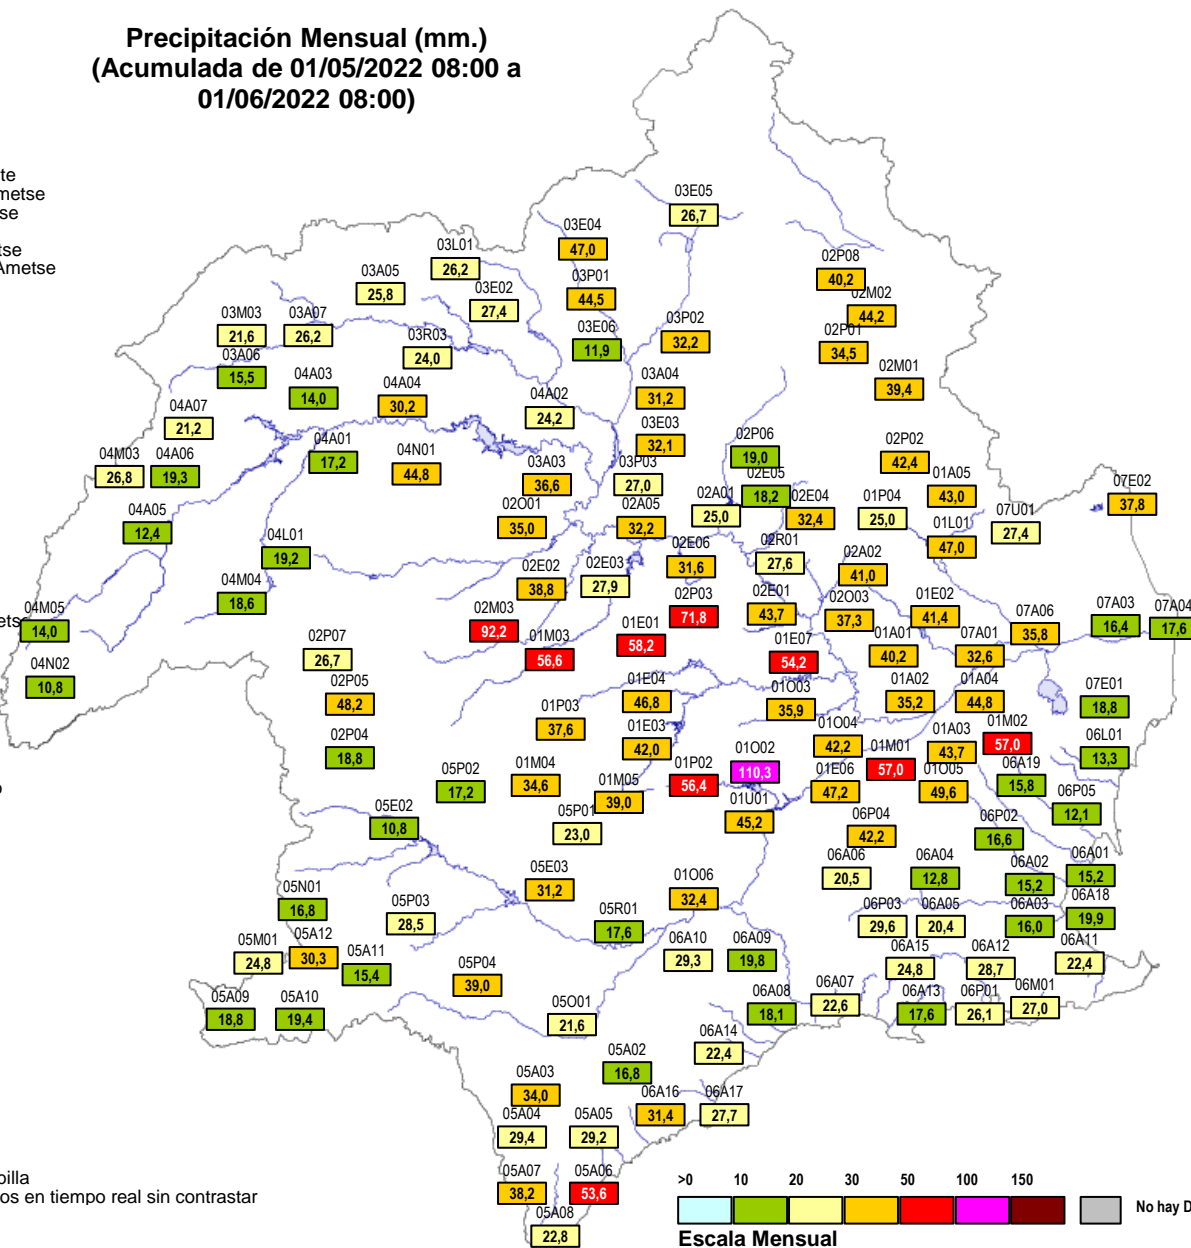 Precipitación Mensual (mm.)
(Acumulada de 01/05/2022 08:00 a
01/06/2022 08:00)
te
metse
se
tse
Ametse
03E05
26,7
03E04
47,0
03L01
26,2
02P08
40,2
03A05
25,8
03P01
44,5
03E02
27,4
02M02
44,2
03M03
21,6
03A07
26,2
03E06
11,9
03P02
32,2
02P01
34,5
03R03
24,0
03A06
15,5
04A03
14,0
04A04
30,2
03A04
31,2
02M01
39,4
04A02
24,2
04A07
21,2
03E03
32,1
04A01
17,2
04N01
44,8
02P06
19,0
02P02
42,4
04M03
26,8
04A06
19,3
03A03
36,6
03P03
27,0
02E05
18,2
01A05
43,0
07E02
37,8
04A05
12,4
02O01
35,0
02A05
32,2
02A01
25,0
02E04
32,4
01P04
25,0
07U01
27,4
01L01
47,0
04L01
19,2
02E06
31,6
02R01
27,6
02A02
41,0
02E02
38,8
02E03
27,9
04M04
18,6
02P03
71,8
02E01
43,7
02O03
37,3
01E02
41,4
ets
04M05
14,0
02M03
92,2
01E01
58,2
07A06
35,8
07A03
16,4
07A04
17,6
02P07
26,7
01M03
56,6
01E07
54,2
01A01
40,2
07A01
32,6
04N02
10,8
02P05
48,2
01E04
46,8
01O03
35,9
01A02
35,2
01A04
44,8
07E01
18,8
01P03
37,6
01E03
42,0
01O04
42,2
01A03
43,7
01M02
57,0
02P04
18,8
01O02
110,3
01M01
57,0
06L01
13,3
05P02
17,2
01M04
34,6
01M05
39,0
01P02
56,4
01E06
47,2
01O05
49,6
06A19
15,8
06P05
12,1
05E02
10,8
05P01
23,0
01U01
45,2
06P04
42,2
06P02
16,6
05E03
31,2
01O06
32,4
06A06
20,5
06A04
12,8
06A02
15,2
06A01
15,2
05N01
16,8
05P03
28,5
05R01
17,6
06P03
29,6
06A05
20,4
06A03
16,0
06A18
19,9
05M01
24,8
05A12
30,3
05A11
15,4
05P04
39,0
06A10
29,3
06A09
19,8
06A15
24,8
06A12
28,7
06A11
22,4
05A09
18,8
05A10
19,4
05O01
21,6
06A08
18,1
06A07
22,6
06A13
17,6
06P01
26,1
06M01
27,0
06A14
22,4
05A02
16,8
05A03
34,0
06A16
31,4
06A17
27,7
05A04
29,4
05A05
29,2
05A07
38,2
05A06
53,6
05A08
22,8
oilla
os en tiempo real sin contrastar
>0 10 20 30 50 100 150
No hay D
Escala Mensual